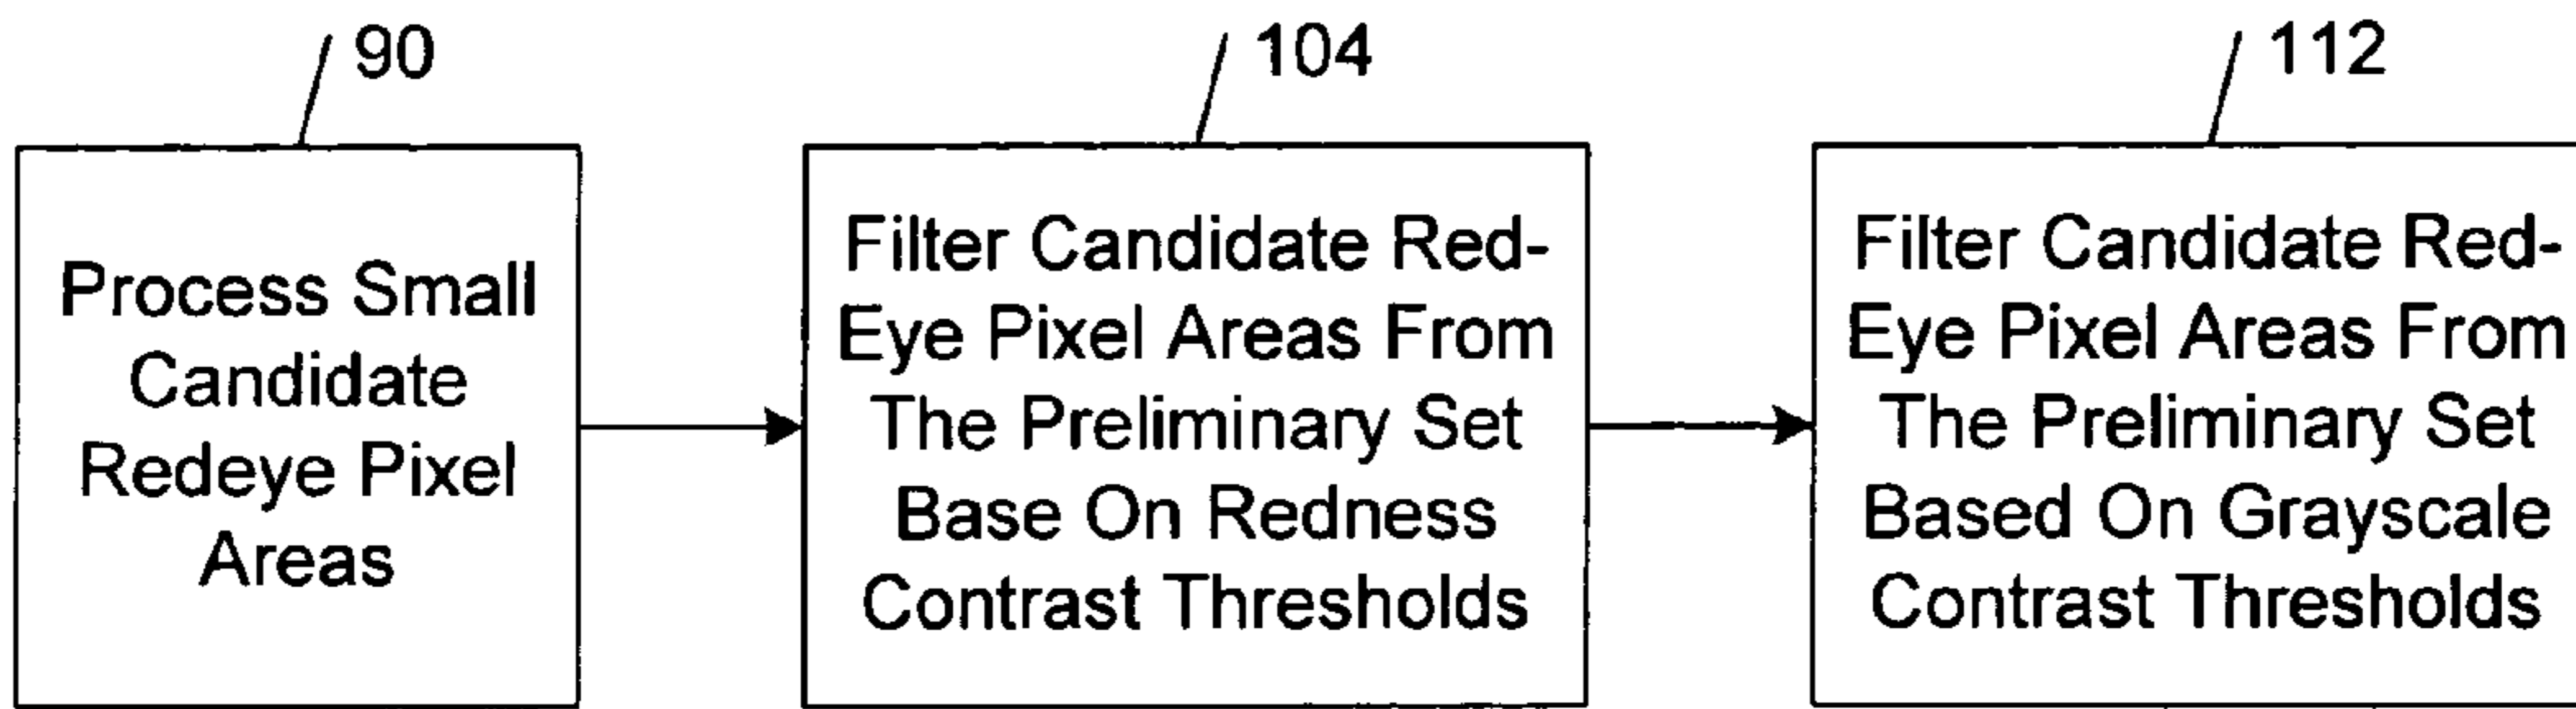 90
104
112
Process Small
Candidate
Redeye Pixel
Areas
Filter Candidate Red-
Eye Pixel Areas From
The Preliminary Set
Base On Redness
Contrast Thresholds
Filter Candidate Red-
Eye Pixel Areas From
The Preliminary Set
Based On Grayscale
Contrast Thresholds